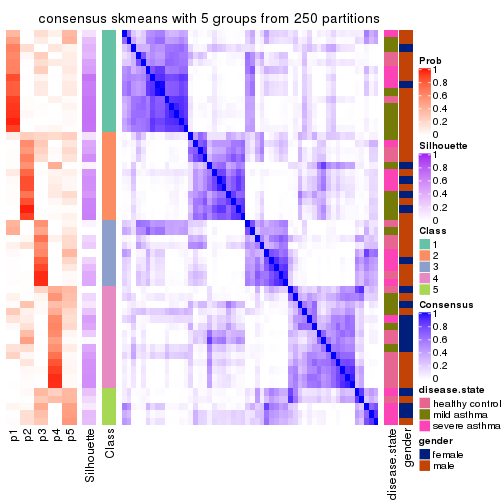 consensus skmeans with 5 groups from 250 partitions
Prob
1
0.8
0.6
0.4
0.2
0
Silhouette
1
0.8
0.6
0.4
0.2
0
Class
1
2
3
4
5
Consensus
1
0.8
0.6
0.4
0.2
0
disease.state
healthy control
mild asthma
severe asthma
gender
female
male
p1
p2
p3
p4
p5
Silhouette
Class
disease.state
gender